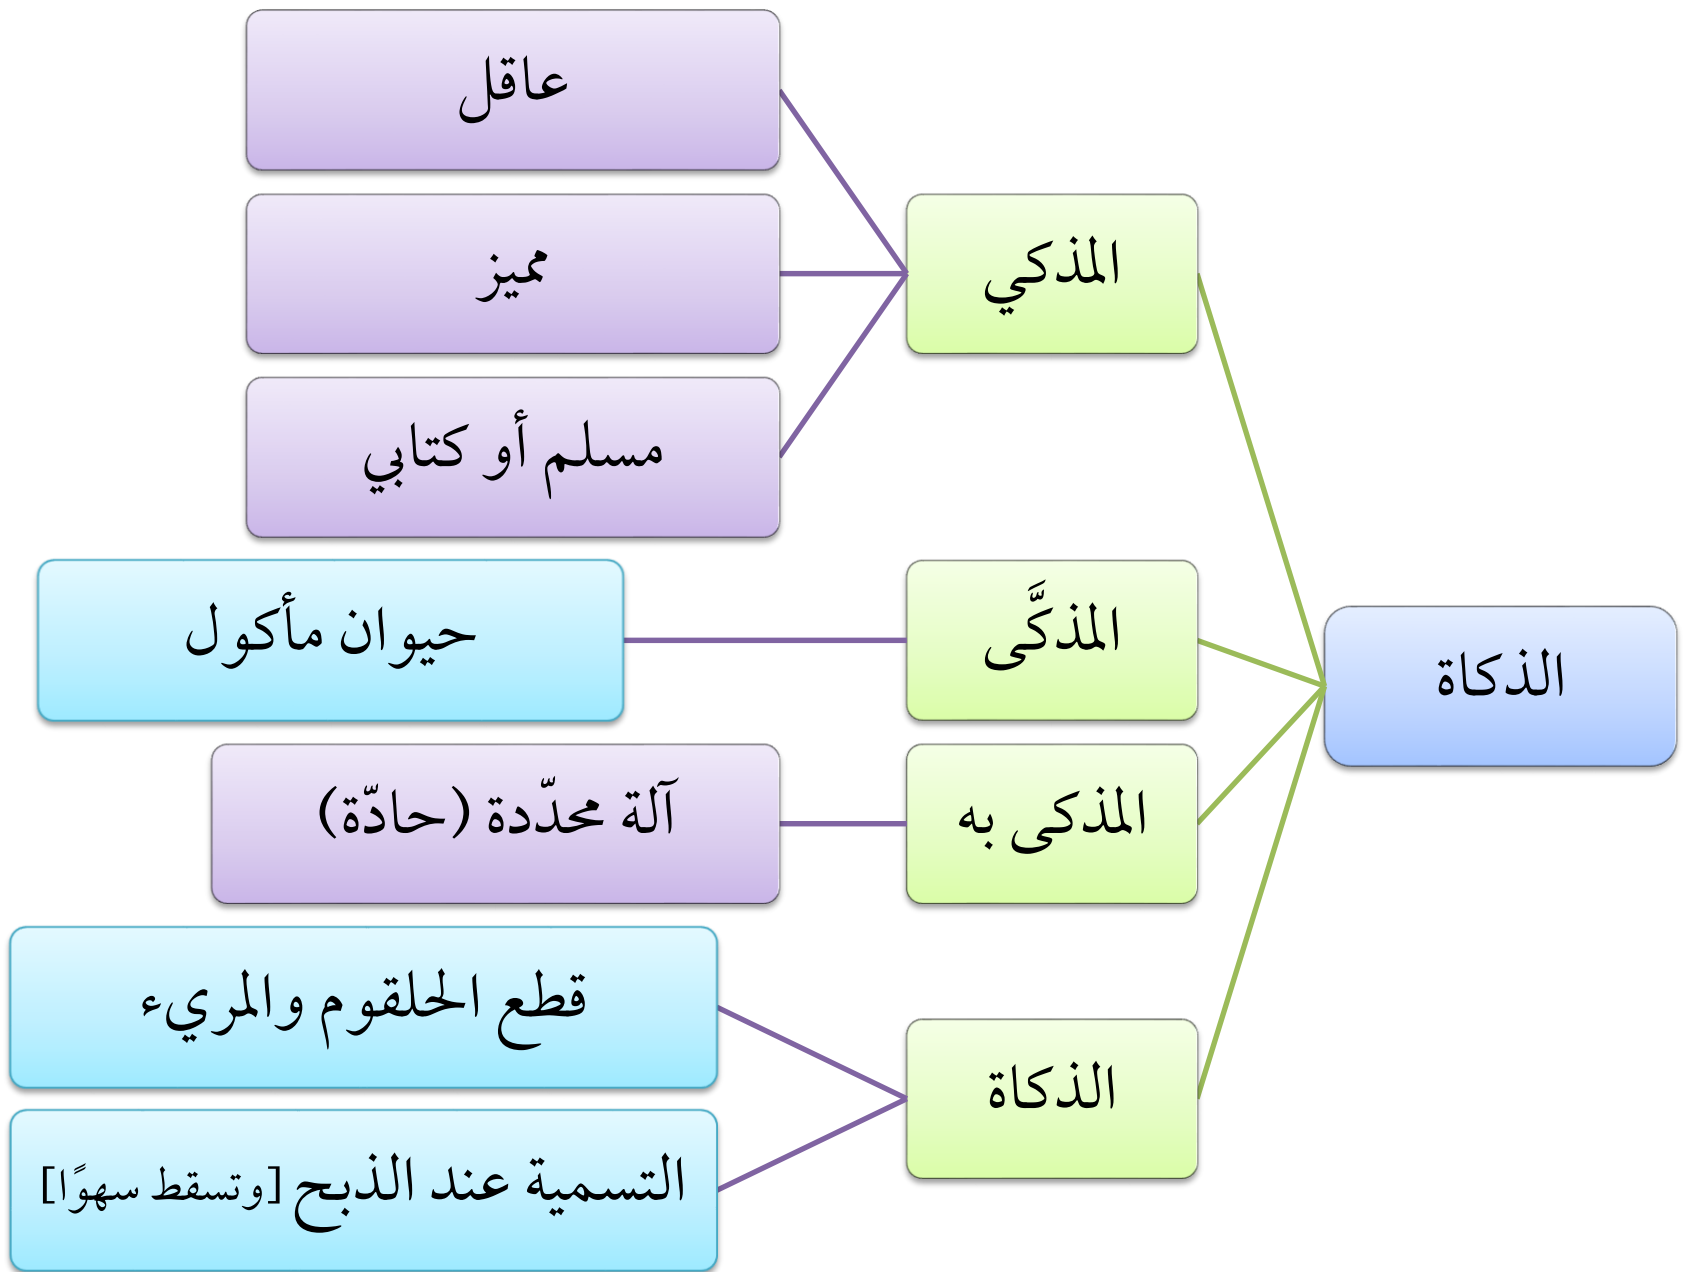 الذكاة
المذكي
عاقل
مميز
مسلم أو كتابي
المذكَّى
حيوان مأكول
المذكى به
آلة محدّدة (حادّة)
الذكاة
قطع الحلقوم والمريء
التسمية عند الذبح [وتسقط سهوًا]